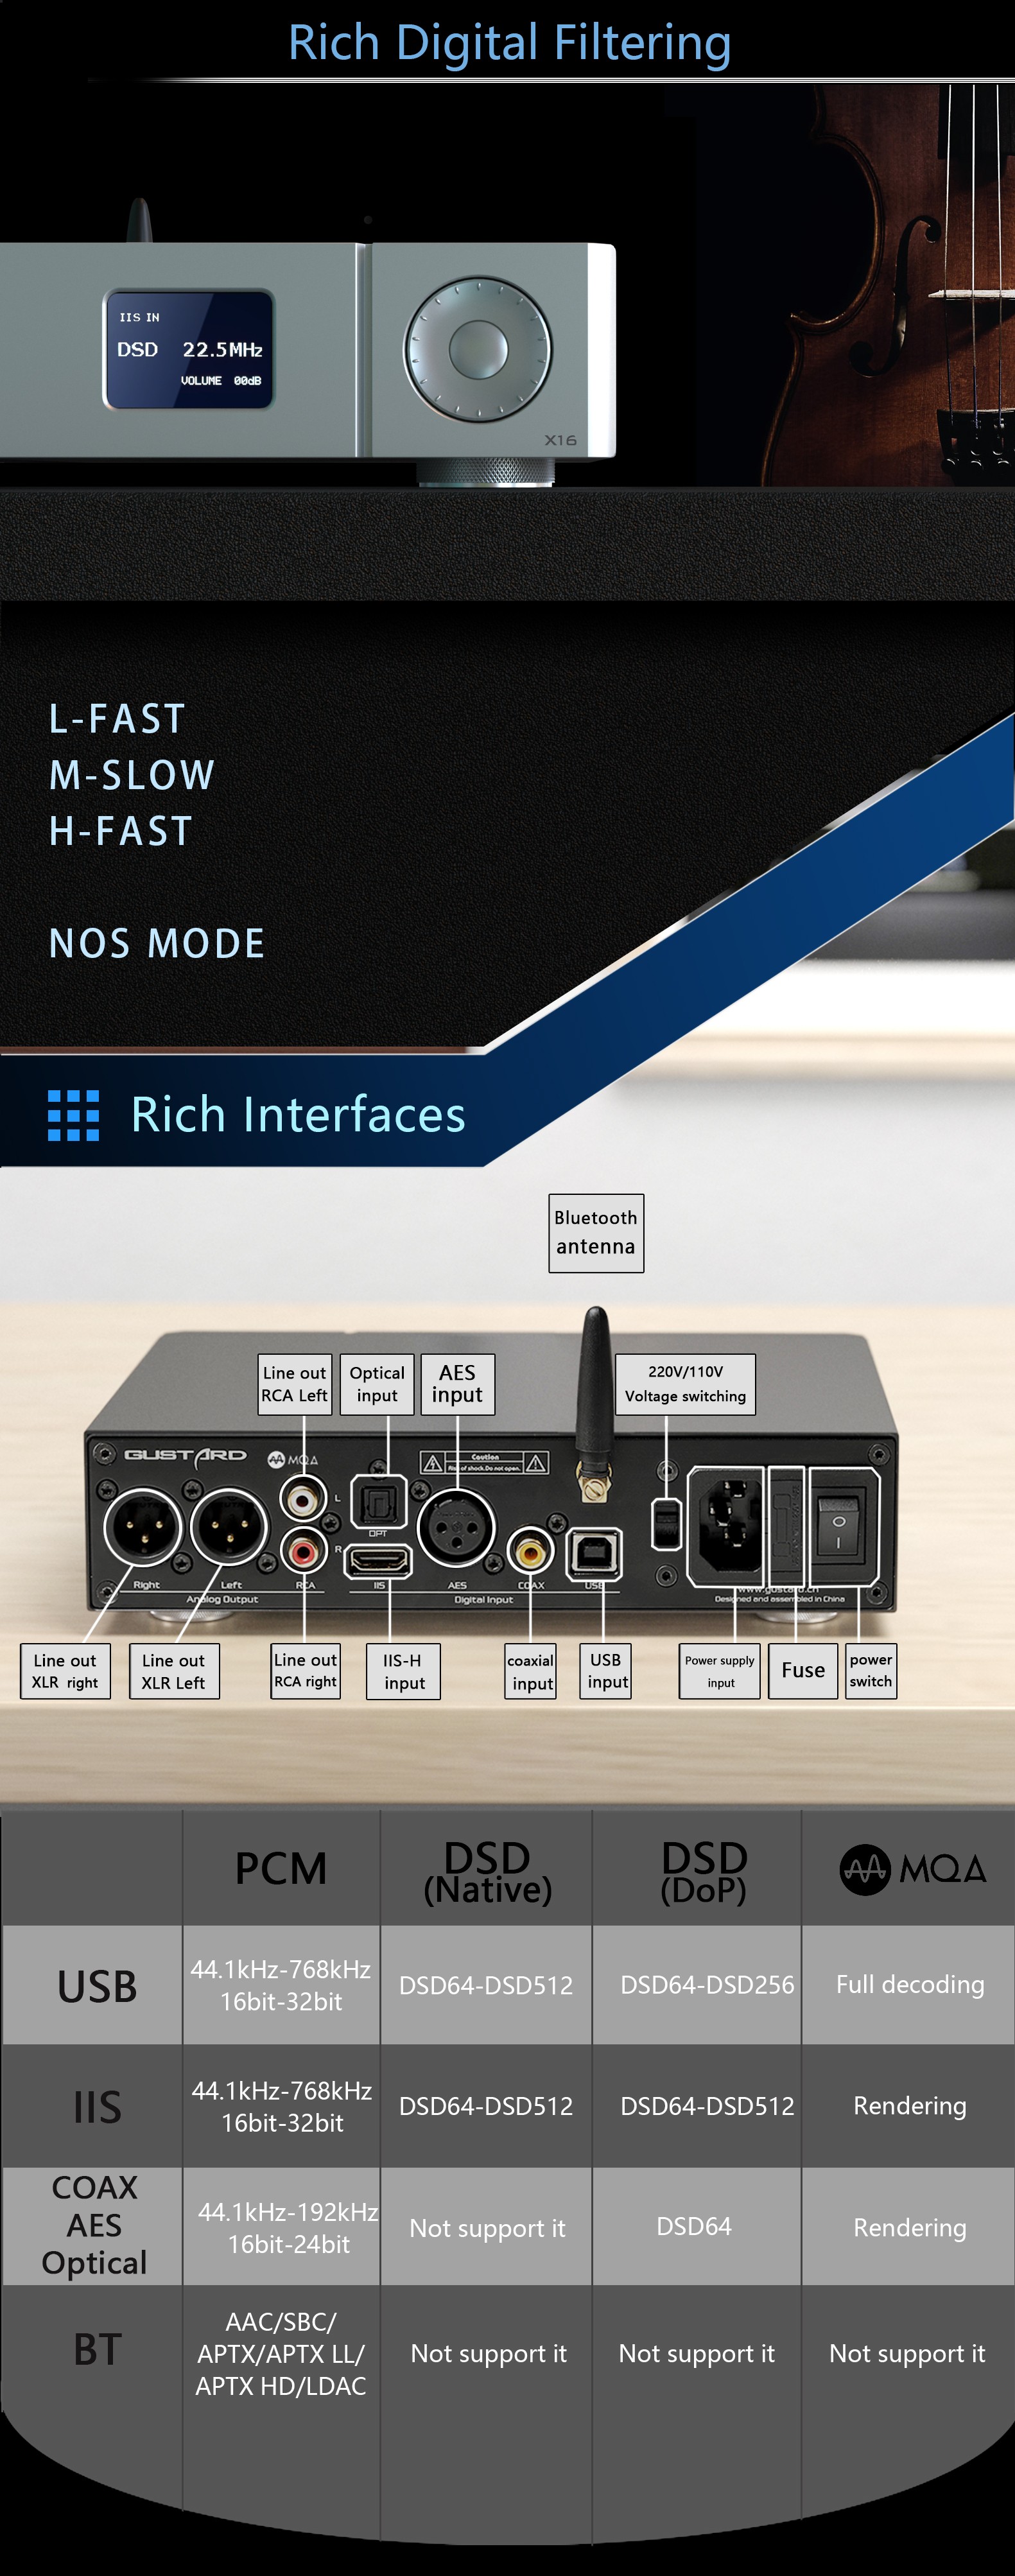 Rich Digital Filtering
IIS IN
DSD 22.5MHz
VOLUME 00dB
X16
L-FAST
M-SLOW
H-FAST
NOS MODE
Rich Interfaces
Bluetooth
antenna
Line out
RCA Left
Optical
input
AES
input
220V/110V
Voltage switching
GUSTARD
MQA
Caution
Risk of shock.Do not open.
L
OPT
R
Right
Left
RCA
IIS
AES
COAX
USB
Analog Output
Digital Input
www.gustard.cn
Designed and assembled in China
Line out
XLR right
Line out
XLR Left
Line out
RCA right
IIS-H
input
coaxial
input
USB
input
Power supply
input
Fuse
power
switch
PCM
DSD
(Native)
DSD
(DoP)
MQA
USB
44.1kHz-768kHz
16bit-32bit
DSD64-DSD512
DSD64-DSD256
Full decoding
IIS
44.1kHz-768kHz
16bit-32bit
DSD64-DSD512
DSD64-DSD512
Rendering
COAX
AES
Optical
44.1kHz-192kHz
16bit-24bit
Not support it
DSD64
Rendering
BT
AAC/SBC/
APTX/APTX LL/
APTX HD/LDAC
Not support it
Not support it
Not support it